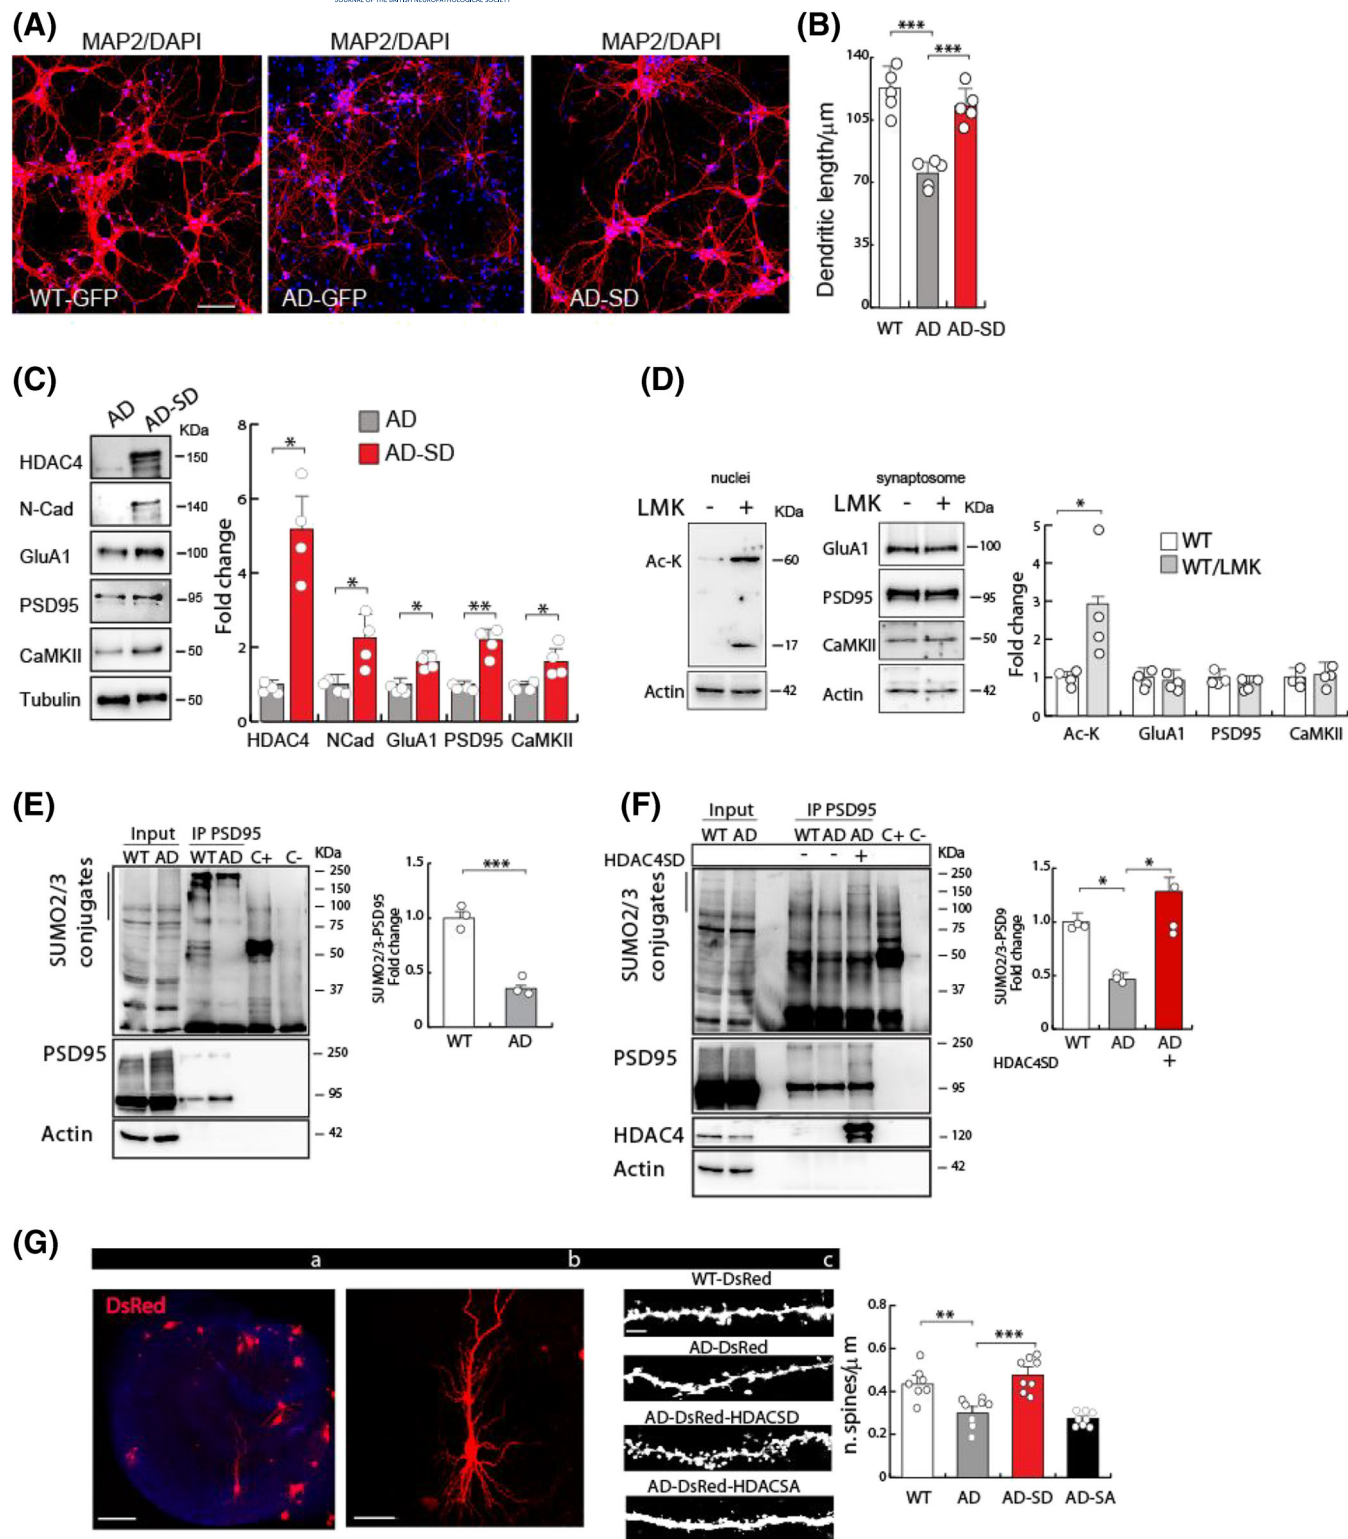 JOURNAL OF THE BRITISH NEUROPATHOLOGICAL SOCIETY
(A)
MAP2/DAPI
MAP2/DAPI
MAP2/DAPI
WT-GFP
AD-GFP
AD-SD
(B)
***
***
Dendritic length/μm
140
105
70
35
0
WT AD AD-SD
(C)
AD AD-SD
KDa
HDAC4
150
N-Cad
140
GluA1
100
PSD95
95
CaMKII
50
Tubulin
50
Fold change
8
6
4
2
0
AD
AD-SD
*
*
*
**
*
HDAC4 NCad GluA1 PSD95 CaMKII
(D)
nuclei
LMK - + KDa
Ac-K
60
17
Actin
42
synaptosome
LMK - + KDa
GluA1
100
PSD95
95
CaMKII
50
Actin
42
Fold change
5
4
3
2
1
0
*
WT
WT/LMK
Ac-K GluA1 PSD95 CaMKII
(E)
Input IP PSD95
WT AD WT AD C+ C-
KDa
SUMO2/3
conjugates
250
150
100
75
50
37
PSD95
250
95
Actin
42
SUMO2/3-PSD95
Fold change
1.5
1.0
0.5
0
***
WT AD
(F)
Input IP PSD95
WT AD WT AD AD C+ C-
HDAC4SD - - + KDa
SUMO2/3
conjugates
250
150
100
75
50
37
PSD95
250
95
HDAC4
120
Actin
42
SUMO2/3-PSD9
Fold change
1.5
1.0
0.5
0
*
*
WT AD AD
HDAC4SD +
(G)
a b c
DsRed
WT-DsRed
AD-DsRed
AD-DsRed-HDACSD
AD-DsRed-HDACSA
n.spines/μm
0.8
0.6
0.4
0.2
0
**
***
WT AD AD-SD AD-SA